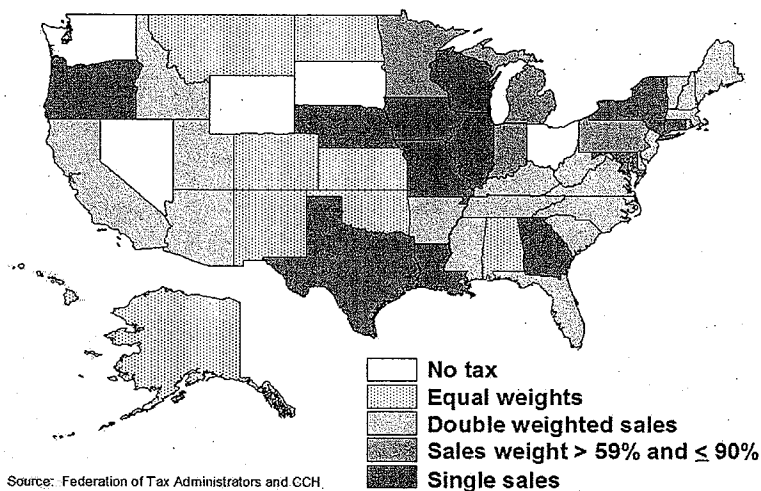 No tax
Equal weights
Double weighted sales
Sales weight > 59% and ≤ 90%
Single sales
Source: Federation of Tax Administrators and CCH